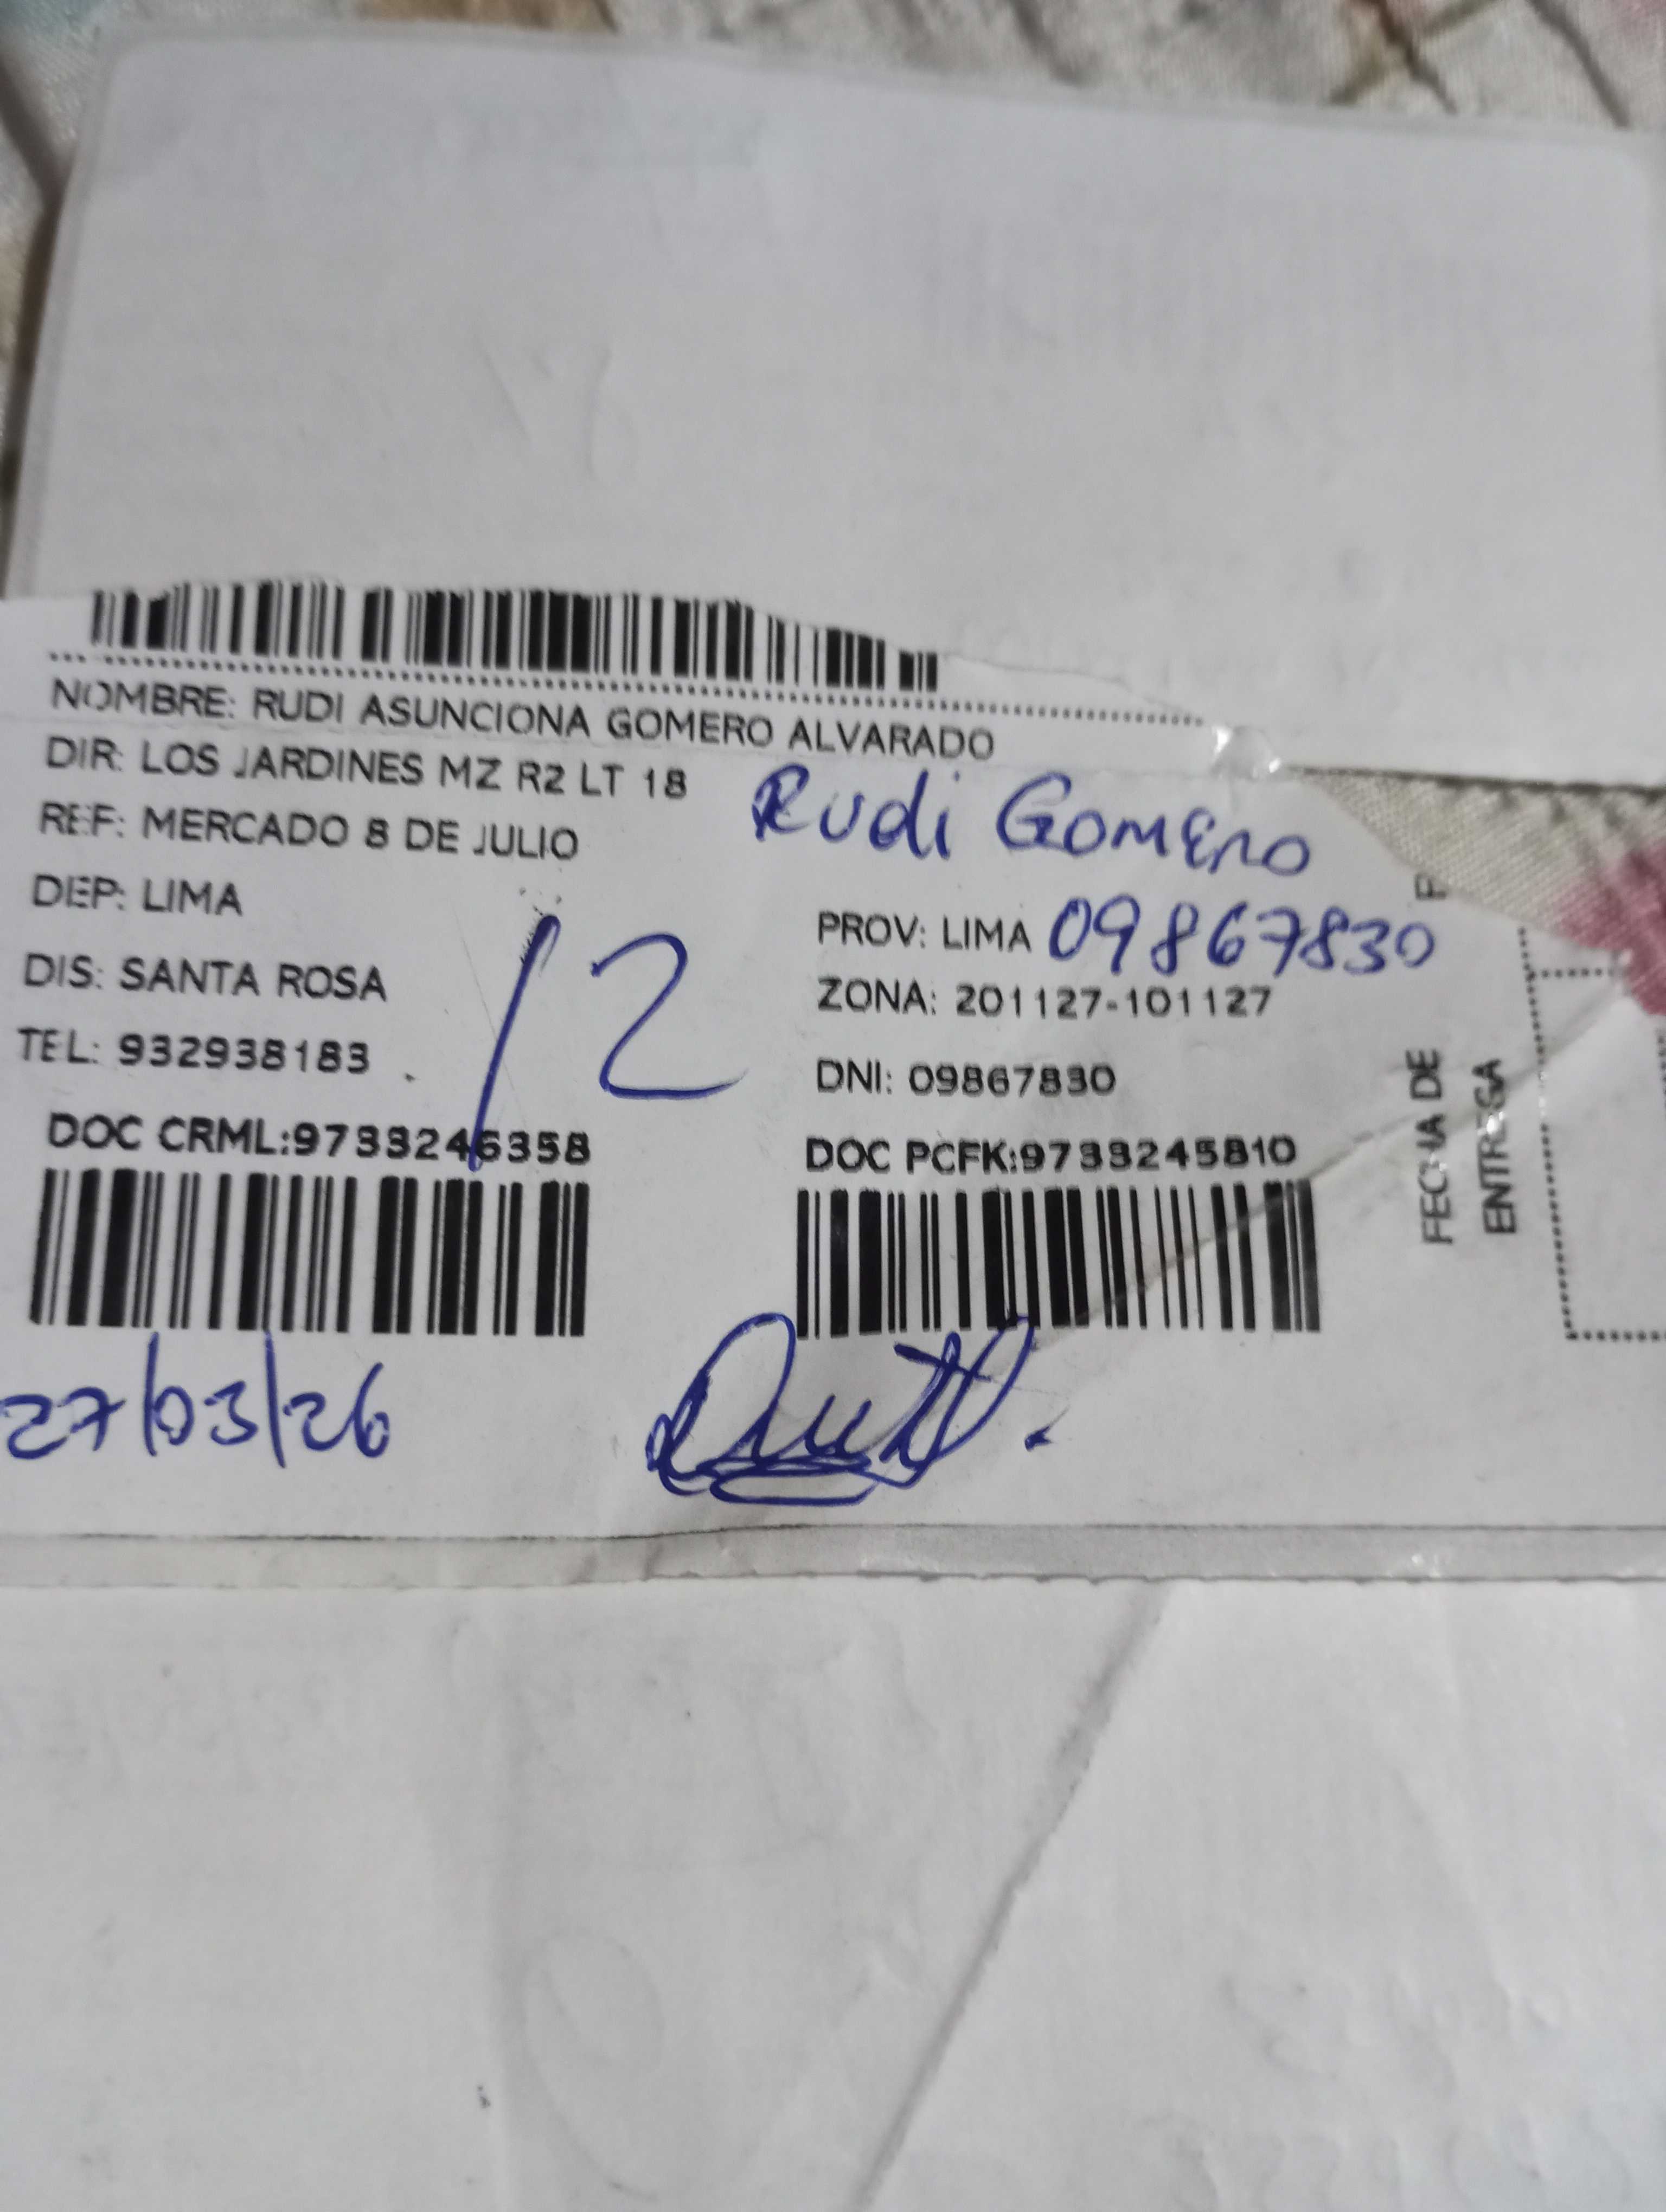 NOMBRE: RUDI ASUNCIONA GOMERO ALVARADO
DIR: LOS JARDINES MZ R2 LT 18
Rudi Gomero
REF: MERCADO 8 DE JULIO
DEP: LIMA
PROV: LIMA 09867830
DIS: SANTA ROSA
12
ZONA: 201127-101127
TEL: 932938183
DNI: 09867830
DOC CRML:9733246358
DOC PCFK:9733245810
FECHA DE
ENTREGA
27/03/26